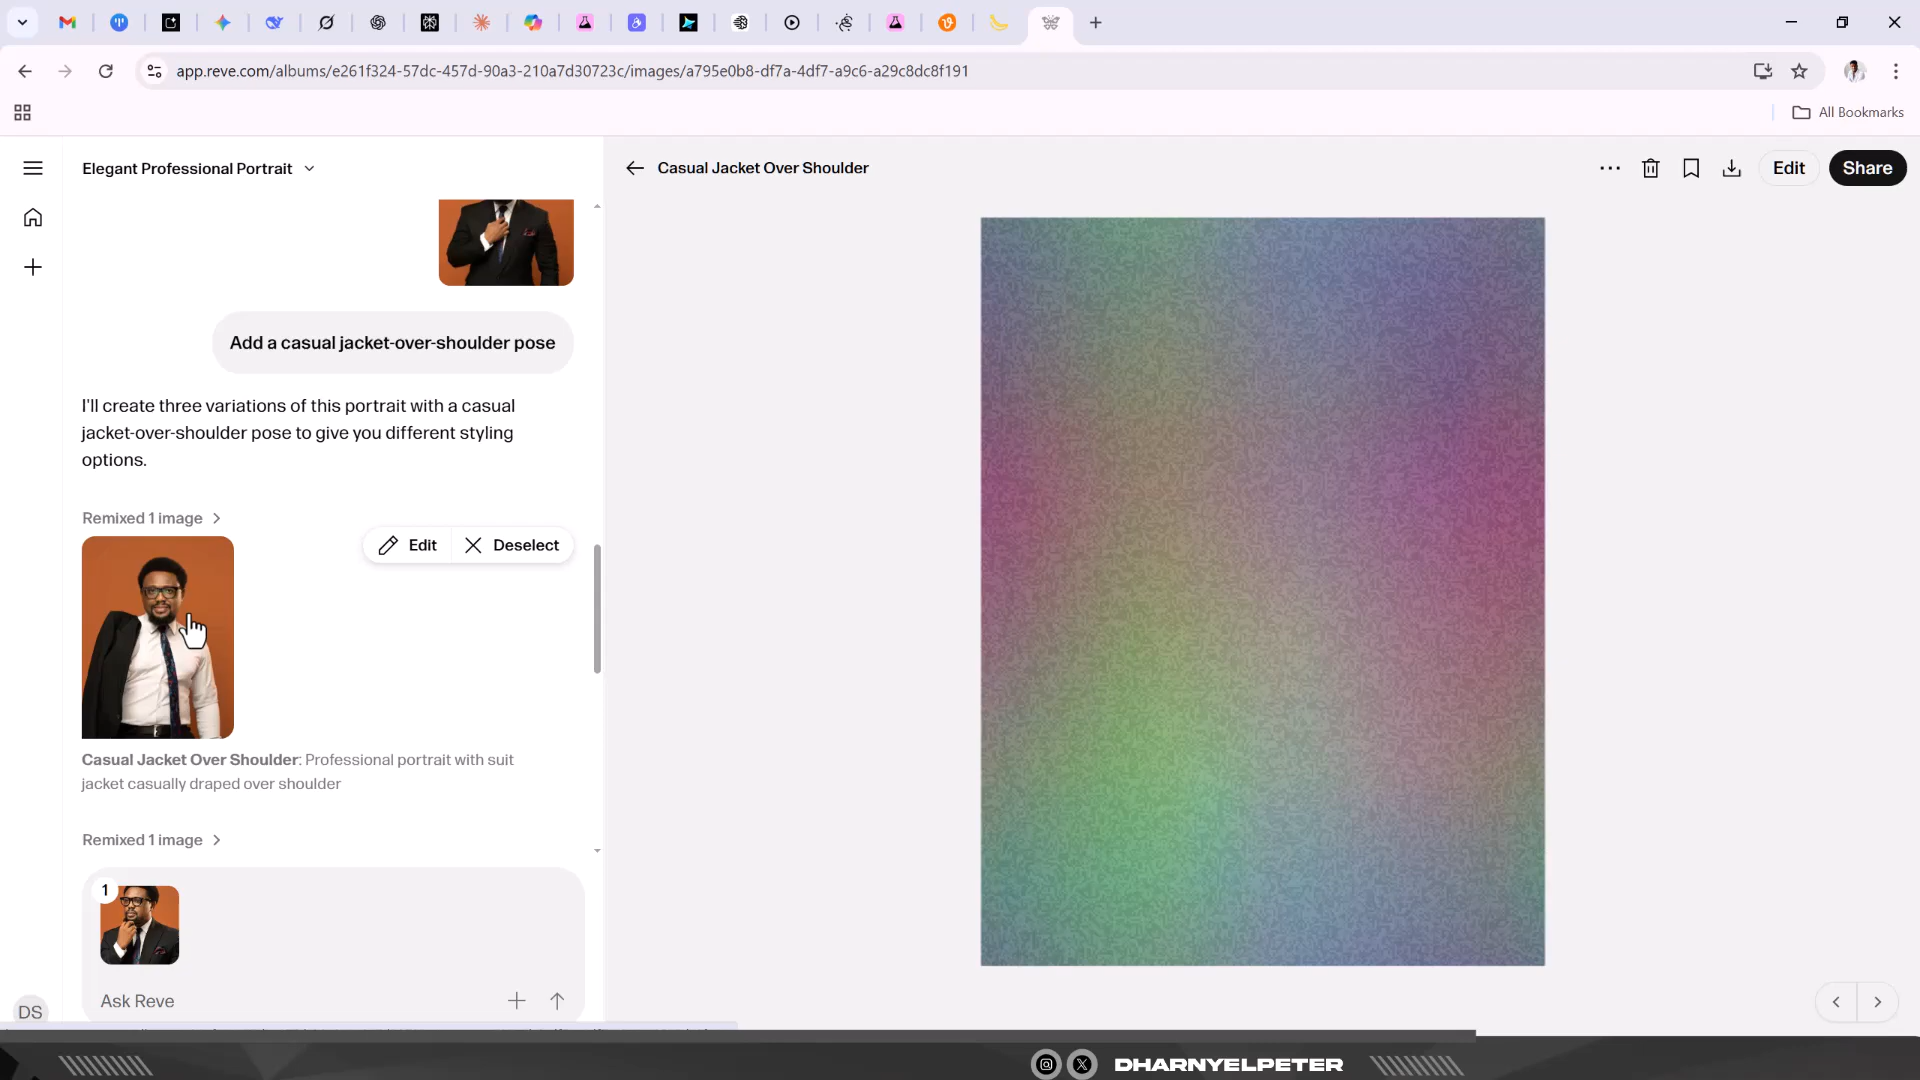 app.reve.com/albums/e261f324-57dc-457d-90a3-210a7d30723c/images/a795e0b8-df7a-4df7-a9c6-a29c8dc8f191
All Bookmarks
Elegant Professional Portrait
Casual Jacket Over Shoulder
Edit
Share
Add a casual jacket-over-shoulder pose
I'll create three variations of this portrait with a casual
jacket-over-shoulder pose to give you different styling
options.
Remixed 1 image
Edit
Deselect
Casual Jacket Over Shoulder: Professional portrait with suit
jacket casually draped over shoulder
Remixed 1 image
1
Ask Reve
DS
DHARNYELPETER